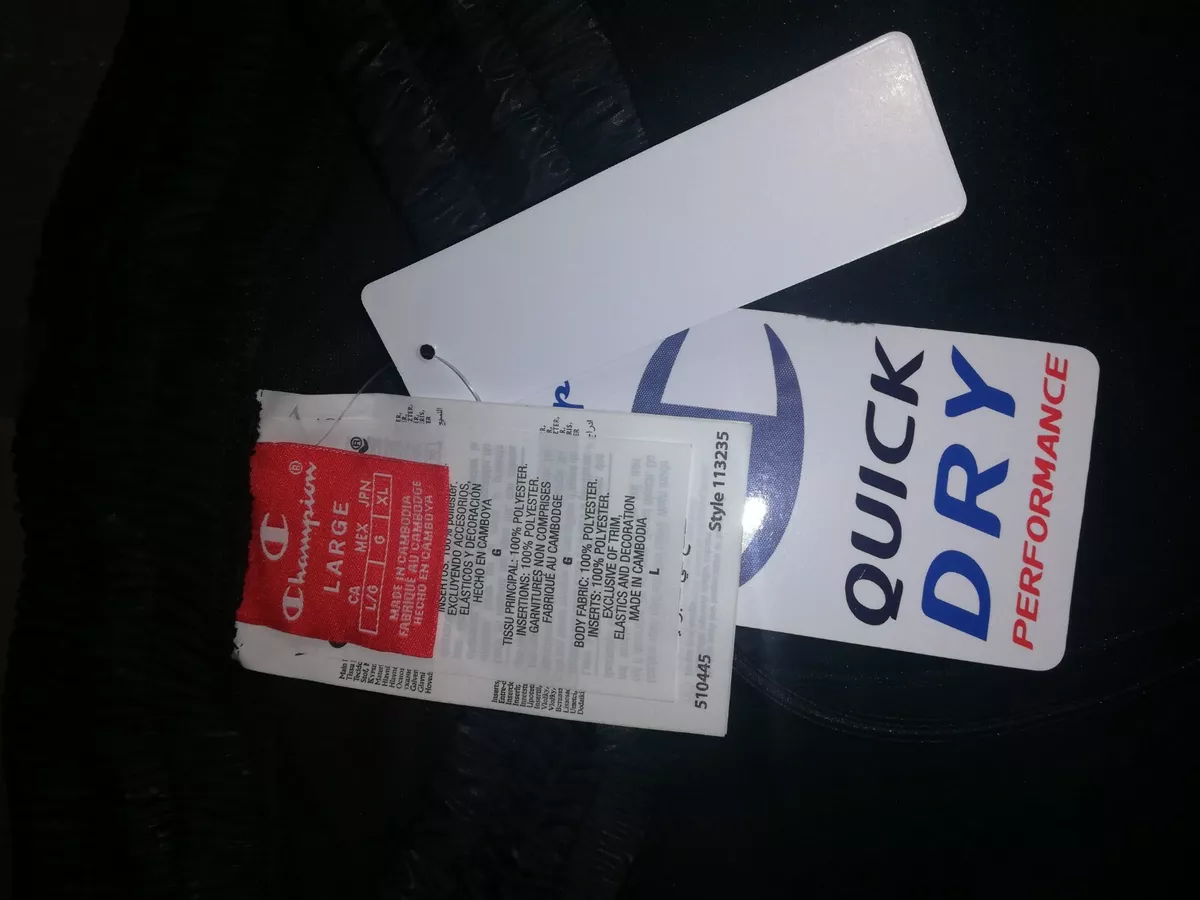 Champion®
LARGE
CA MEX JPN
L/G G XL
MADE IN CAMBODIA
FABRIQUÉ AU CAMBODGE
HECHO EN CAMBOYA
EXCLUYENDO ACCESORIOS,
ELÁSTICOS Y DECORACIÓN
HECHO EN CAMBOYA
G
TISSU PRINCIPAL: 100% POLYESTER.
INSERTIONS: 100% POLYESTER.
GARNITURES NON COMPRISES
FABRIQUÉ AU CAMBODGE
G
BODY FABRIC: 100% POLYESTER.
INSERTS: 100% POLYESTER.
EXCLUSIVE OF TRIM,
ELASTICS AND DECORATION
MADE IN CAMBODIA
L
510445 Style 113235
QUICK
DRY
PERFORMANCE